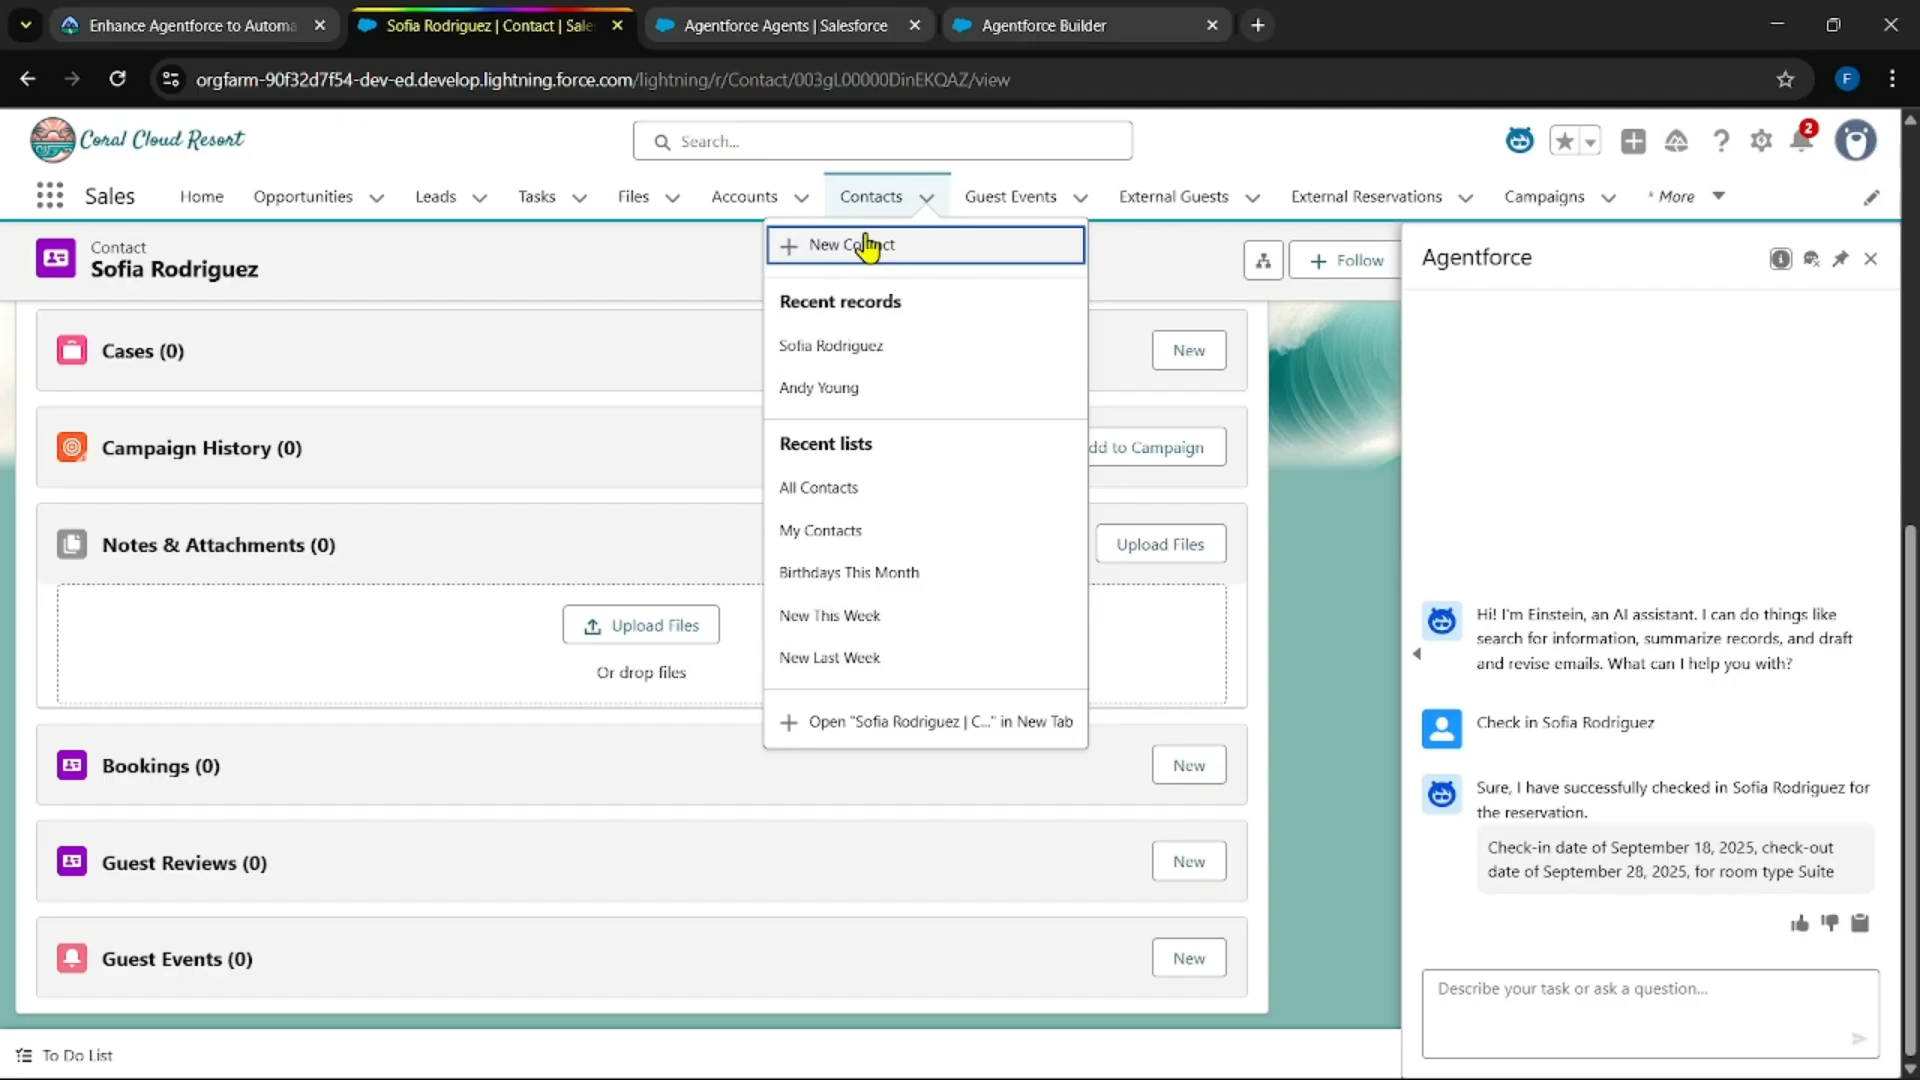 Enhance Agentforce to Automa
Sofia Rodriguez | Contact | Sale
Agentforce Agents | Salesforce
Agentforce Builder
orgfarm-90f32d7f54-dev-ed.develop.lightning.force.com/lightning/r/Contact/003gL00000DinEKQAZ/view
F
Coral Cloud Resort
Search...
2
Sales
Home
Opportunities
Leads
Tasks
Files
Accounts
Contacts
Guest Events
External Guests
External Reservations
Campaigns
* More
Contact
Sofia Rodriguez
Follow
New Contact
Recent records
Sofia Rodriguez
Andy Young
Recent lists
All Contacts
My Contacts
Birthdays This Month
New This Week
New Last Week
Open "Sofia Rodriguez | C..." in New Tab
Cases (0)
New
Campaign History (0)
dd to Campaign
Notes & Attachments (0)
Upload Files
Upload Files
Or drop files
Bookings (0)
New
Guest Reviews (0)
New
Guest Events (0)
New
To Do List
Agentforce
Hi! I'm Einstein, an AI assistant. I can do things like
search for information, summarize records, and draft
and revise emails. What can I help you with?
Check in Sofia Rodriguez
Sure, I have successfully checked in Sofia Rodriguez for
the reservation.
Check-in date of September 18, 2025, check-out
date of September 28, 2025, for room type Suite
Describe your task or ask a question...